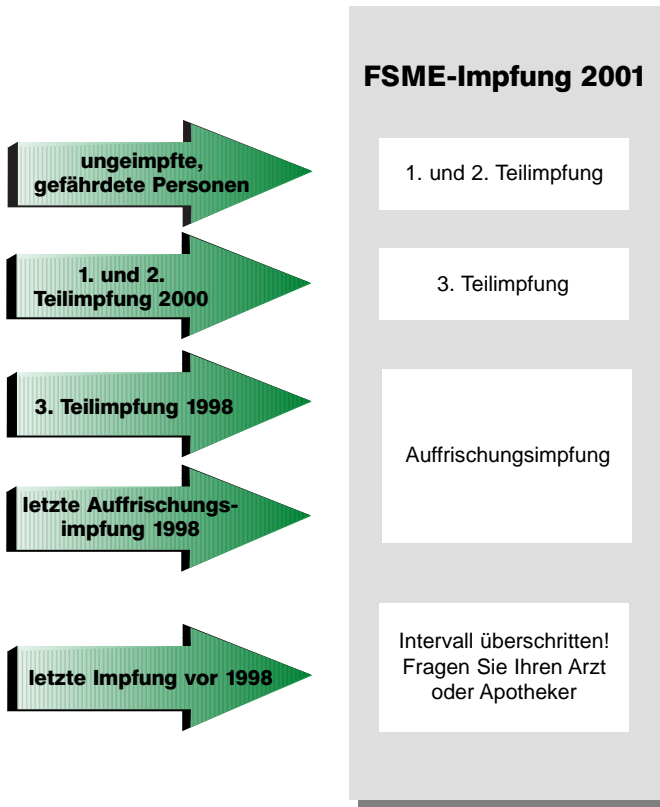 FSME-Impfung 2001
ungeimpfte,
gefährdete Personen
1. und 2. Teilimpfung
1. und 2.
Teilimpfung 2000
3. Teilimpfung
3. Teilimpfung 1998
letzte Auffrischungs-
impfung 1998
Auffrischungsimpfung
letzte Impfung vor 1998
Intervall überschritten!
Fragen Sie Ihren Arzt
oder Apotheker